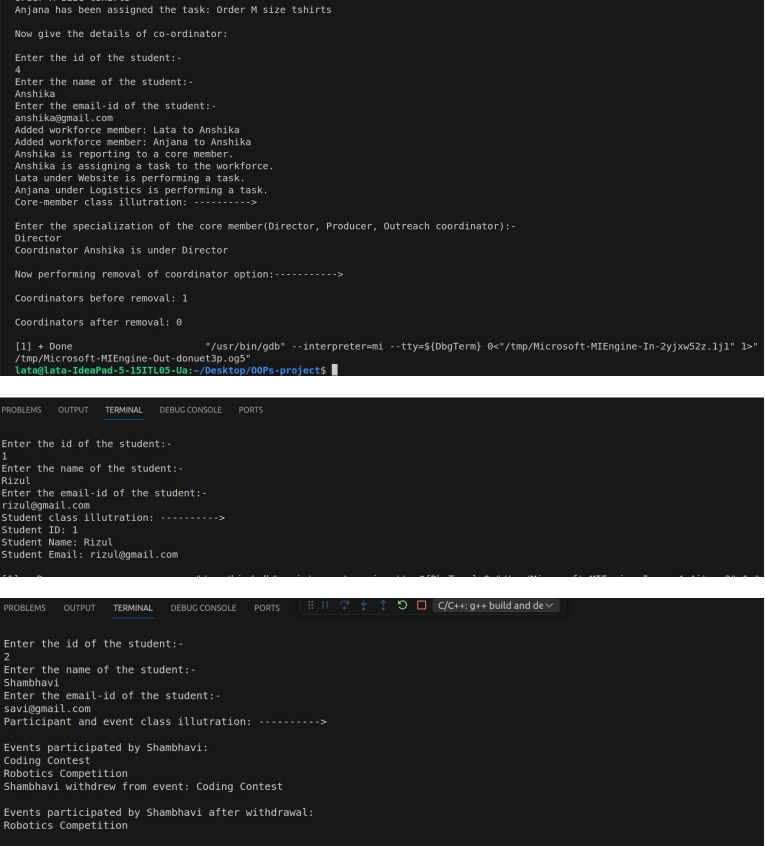 Anjana has been assigned the task: Order M size tshirts
Now give the details of co-ordinator:
Enter the id of the student:-
4
Enter the name of the student:-
Anshika
Enter the email-id of the student:-
anshika@gmail.com
Added workforce member: Lata to Anshika
Added workforce member: Anjana to Anshika
Anshika is reporting to a core member.
Anshika is assigning a task to the workforce.
Lata under Website is performing a task.
Anjana under Logistics is performing a task.
Core-member class illutration: ---------->
Enter the specialization of the core member(Director, Producer, Outreach coordinator):-
Director
Coordinator Anshika is under Director
Now performing removal of coordinator option:----------->
Coordinators before removal: 1
Coordinators after removal: 0
[1] + Done "/usr/bin/gdb" --interpreter=mi --tty=${DbgTerm} 0<"/tmp/Microsoft-MIEngine-In-2yjxw52z.1j1" 1>"
/tmp/Microsoft-MIEngine-Out-donuet3p.og5"
lata@lata-IdeaPad-5-15ITL05-Ua:~/Desktop/OOPs-project$
PROBLEMS OUTPUT TERMINAL DEBUG CONSOLE PORTS
Enter the id of the student:-
1
Enter the name of the student:-
Rizul
Enter the email-id of the student:-
rizul@gmail.com
Student class illutration: ---------->
Student ID: 1
Student Name: Rizul
Student Email: rizul@gmail.com
PROBLEMS OUTPUT TERMINAL DEBUG CONSOLE PORTS C/C++: g++ build and de
Enter the id of the student:-
2
Enter the name of the student:-
Shambhavi
Enter the email-id of the student:-
savi@gmail.com
Participant and event class illutration: ---------->
Events participated by Shambhavi:
Coding Contest
Robotics Competition
Shambhavi withdrew from event: Coding Contest
Events participated by Shambhavi after withdrawal:
Robotics Competition